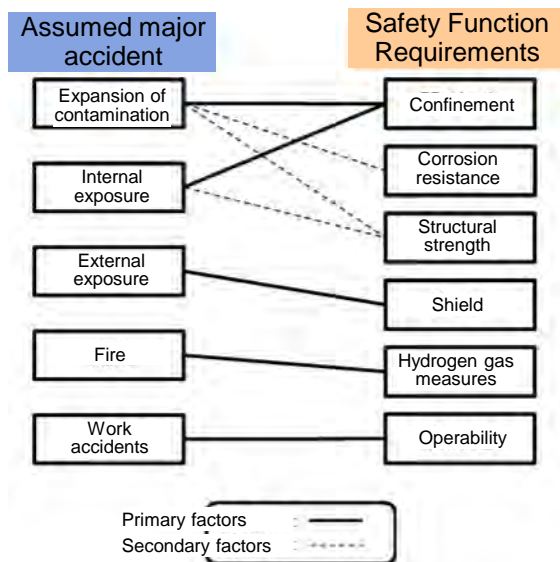 Assumed major
accident
Safety Function
Requirements
Expansion of
contamination
Confinement
Corrosion
resistance
Internal
exposure
Structural
strength
External
exposure
Shield
Fire
Hydrogen gas
measures
Work
accidents
Operability
Primary factors :
Secondary factors :